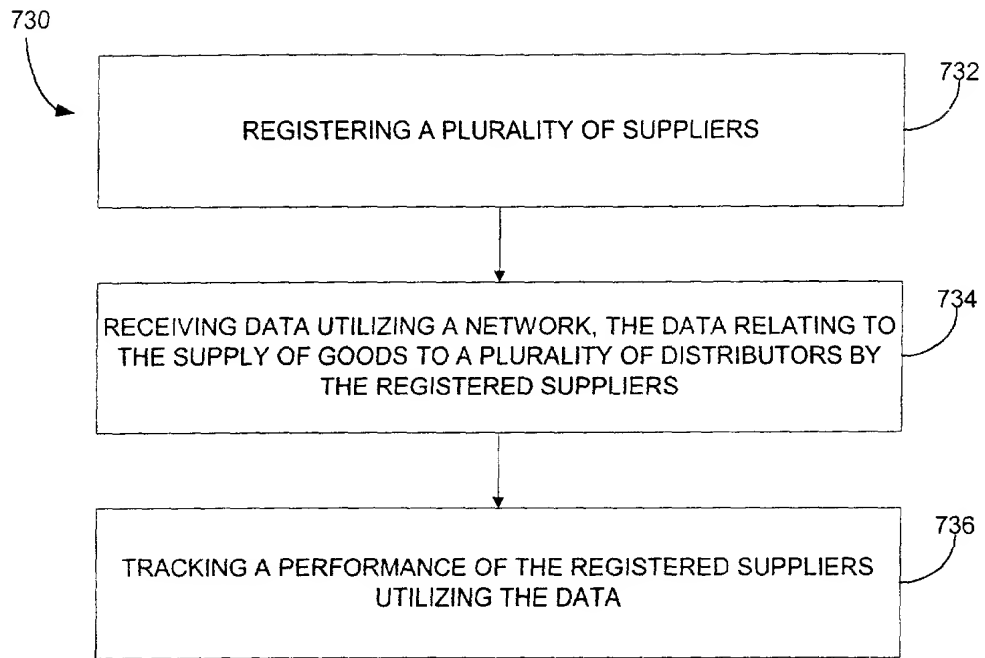 730
732
REGISTERING A PLURALITY OF SUPPLIERS
734
RECEIVING DATA UTILIZING A NETWORK, THE DATA RELATING TO
THE SUPPLY OF GOODS TO A PLURALITY OF DISTRIBUTORS BY
THE REGISTERED SUPPLIERS
736
TRACKING A PERFORMANCE OF THE REGISTERED SUPPLIERS
UTILIZING THE DATA